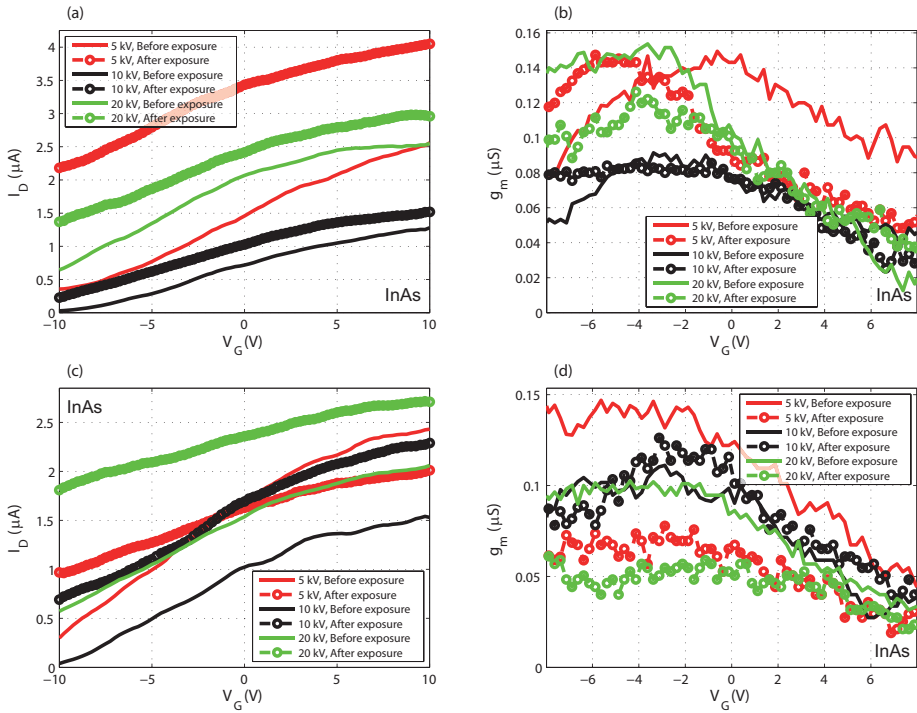 (a)
4
3.5
3
2.5
2
1.5
1
0.5
0
I_D (μA)
5 kV, Before exposure
5 kV, After exposure
10 kV, Before exposure
10 kV, After exposure
20 kV, Before exposure
20 kV, After exposure
InAs
−10
−5
0
5
10
V_G (V)
(b)
0.16
0.14
0.12
0.1
0.08
0.06
0.04
0.02
0
g_m (μS)
5 kV, Before exposure
5 kV, After exposure
10 kV, Before exposure
10 kV, After exposure
20 kV, Before exposure
20 kV, After exposure
InAs
−6
−4
−2
0
2
4
6
V_G (V)
(c)
InAs
2.5
2
1.5
1
0.5
0
I_D (μA)
5 kV, Before exposure
5 kV, After exposure
10 kV, Before exposure
10 kV, After exposure
20 kV, Before exposure
20 kV, After exposure
-10
-5
0
5
10
V_G (V)
(d)
0.15
0.1
0.05
0
g_m (μS)
5 kV, Before exposure
5 kV, After exposure
10 kV, Before exposure
10 kV, After exposure
20 kV, Before exposure
20 kV, After exposure
InAs
−6
−4
−2
0
2
4
6
V_G (V)